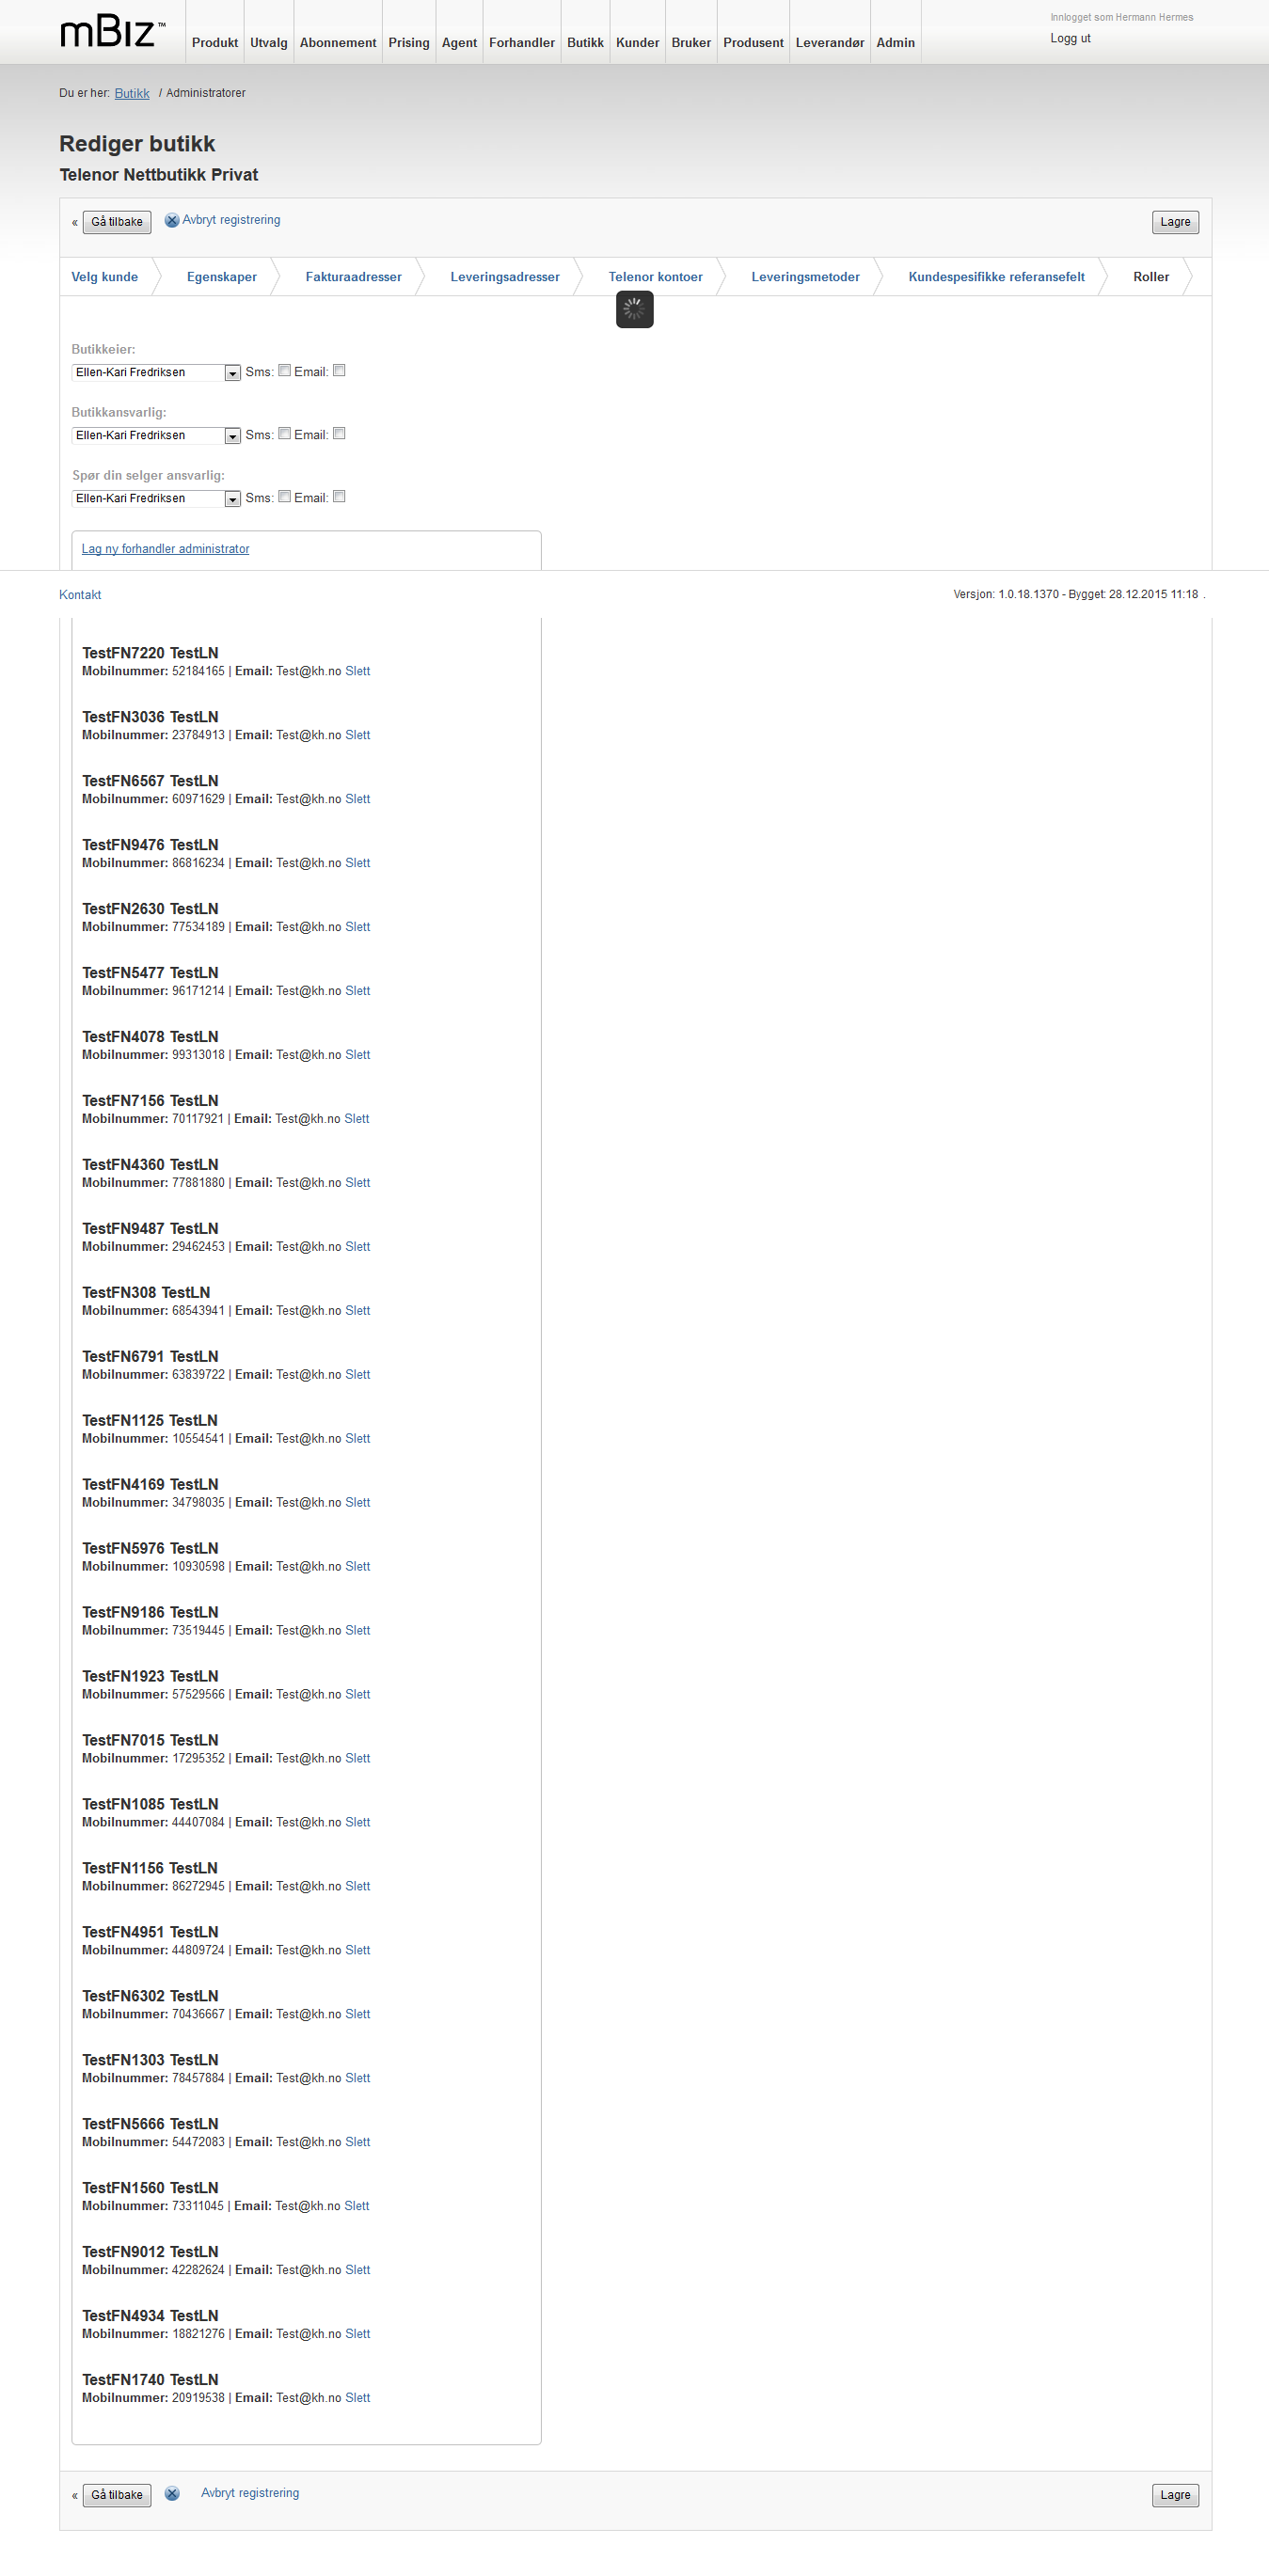 mBiz™
Produkt Utvalg Abonnement Prising Agent Forhandler Butikk Kunder Bruker Produsent Leverandør Admin
Innlogget som Hermann Hermes
Logg ut
Du er her: Butikk / Administratorer
Rediger butikk
Telenor Nettbutikk Privat
« Gå tilbake Avbryt registrering Lagre
Velg kunde Egenskaper Fakturaadresser Leveringsadresser Telenor kontoer Leveringsmetoder Kundespesifikke referansefelt Roller
Butikkeier:
Ellen-Kari Fredriksen Sms: Email:
Butikkansvarlig:
Ellen-Kari Fredriksen Sms: Email:
Spør din selger ansvarlig:
Ellen-Kari Fredriksen Sms: Email:
Lag ny forhandler administrator
Kontakt Versjon: 1.0.18.1370 - Bygget: 28.12.2015 11:18 .
TestFN7220 TestLN
Mobilnummer: 52184165 | Email: Test@kh.no Slett
TestFN3036 TestLN
Mobilnummer: 23784913 | Email: Test@kh.no Slett
TestFN6567 TestLN
Mobilnummer: 60971629 | Email: Test@kh.no Slett
TestFN9476 TestLN
Mobilnummer: 86816234 | Email: Test@kh.no Slett
TestFN2630 TestLN
Mobilnummer: 77534189 | Email: Test@kh.no Slett
TestFN5477 TestLN
Mobilnummer: 96171214 | Email: Test@kh.no Slett
TestFN4078 TestLN
Mobilnummer: 99313018 | Email: Test@kh.no Slett
TestFN7156 TestLN
Mobilnummer: 70117921 | Email: Test@kh.no Slett
TestFN4360 TestLN
Mobilnummer: 77881880 | Email: Test@kh.no Slett
TestFN9487 TestLN
Mobilnummer: 29462453 | Email: Test@kh.no Slett
TestFN308 TestLN
Mobilnummer: 68543941 | Email: Test@kh.no Slett
TestFN6791 TestLN
Mobilnummer: 63839722 | Email: Test@kh.no Slett
TestFN1125 TestLN
Mobilnummer: 10554541 | Email: Test@kh.no Slett
TestFN4169 TestLN
Mobilnummer: 34798035 | Email: Test@kh.no Slett
TestFN5976 TestLN
Mobilnummer: 10930598 | Email: Test@kh.no Slett
TestFN9186 TestLN
Mobilnummer: 73519445 | Email: Test@kh.no Slett
TestFN1923 TestLN
Mobilnummer: 57529566 | Email: Test@kh.no Slett
TestFN7015 TestLN
Mobilnummer: 17295352 | Email: Test@kh.no Slett
TestFN1085 TestLN
Mobilnummer: 44407084 | Email: Test@kh.no Slett
TestFN1156 TestLN
Mobilnummer: 86272945 | Email: Test@kh.no Slett
TestFN4951 TestLN
Mobilnummer: 44809724 | Email: Test@kh.no Slett
TestFN6302 TestLN
Mobilnummer: 70436667 | Email: Test@kh.no Slett
TestFN1303 TestLN
Mobilnummer: 78457884 | Email: Test@kh.no Slett
TestFN5666 TestLN
Mobilnummer: 54472083 | Email: Test@kh.no Slett
TestFN1560 TestLN
Mobilnummer: 73311045 | Email: Test@kh.no Slett
TestFN9012 TestLN
Mobilnummer: 42282624 | Email: Test@kh.no Slett
TestFN4934 TestLN
Mobilnummer: 18821276 | Email: Test@kh.no Slett
TestFN1740 TestLN
Mobilnummer: 20919538 | Email: Test@kh.no Slett
« Gå tilbake Avbryt registrering Lagre